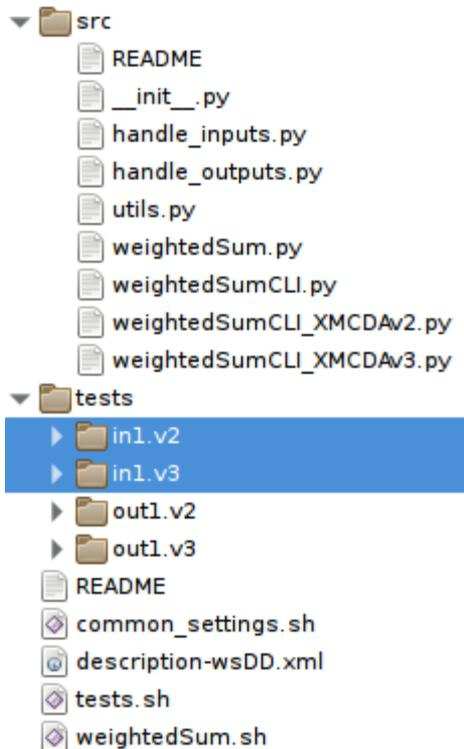 src
README
__init__.py
handle_inputs.py
handle_outputs.py
utils.py
weightedSum.py
weightedSumCLI.py
weightedSumCLI_XMCDAv2.py
weightedSumCLI_XMCDAv3.py
tests
in1.v2
in1.v3
out1.v2
out1.v3
README
common_settings.sh
description-wsDD.xml
tests.sh
weightedSum.sh